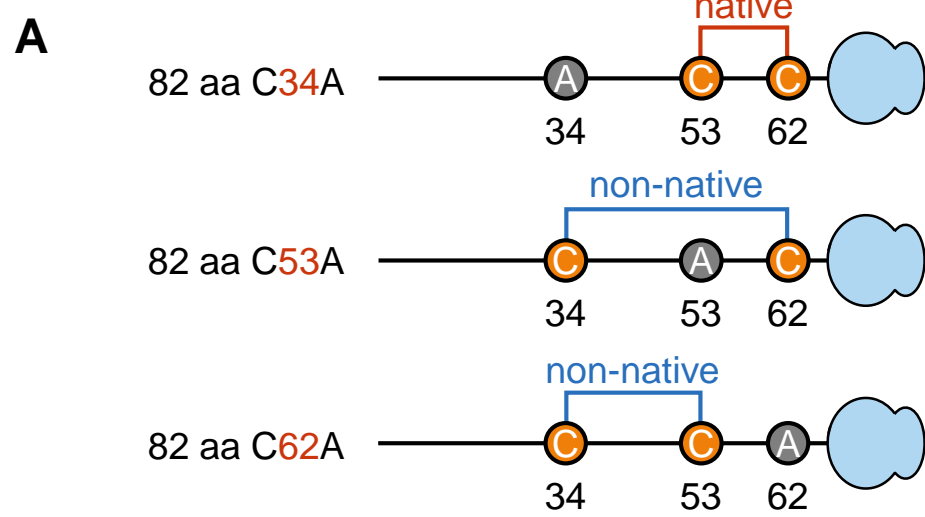 A
native
82 aa C34A
A C C
34 53 62
non-native
82 aa C53A
C A C
34 53 62
non-native
82 aa C62A
C C A
34 53 62